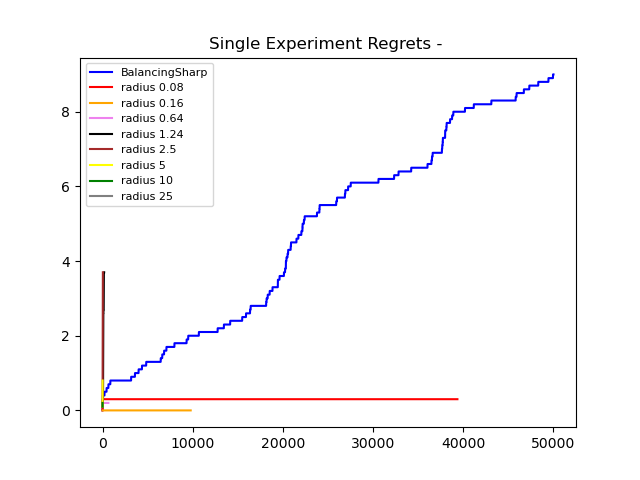 Single Experiment Regrets -
BalancingSharp
radius 0.08
radius 0.16
radius 0.64
radius 1.24
radius 2.5
radius 5
radius 10
radius 25
8
6
4
2
0
0 10000 20000 30000 40000 50000